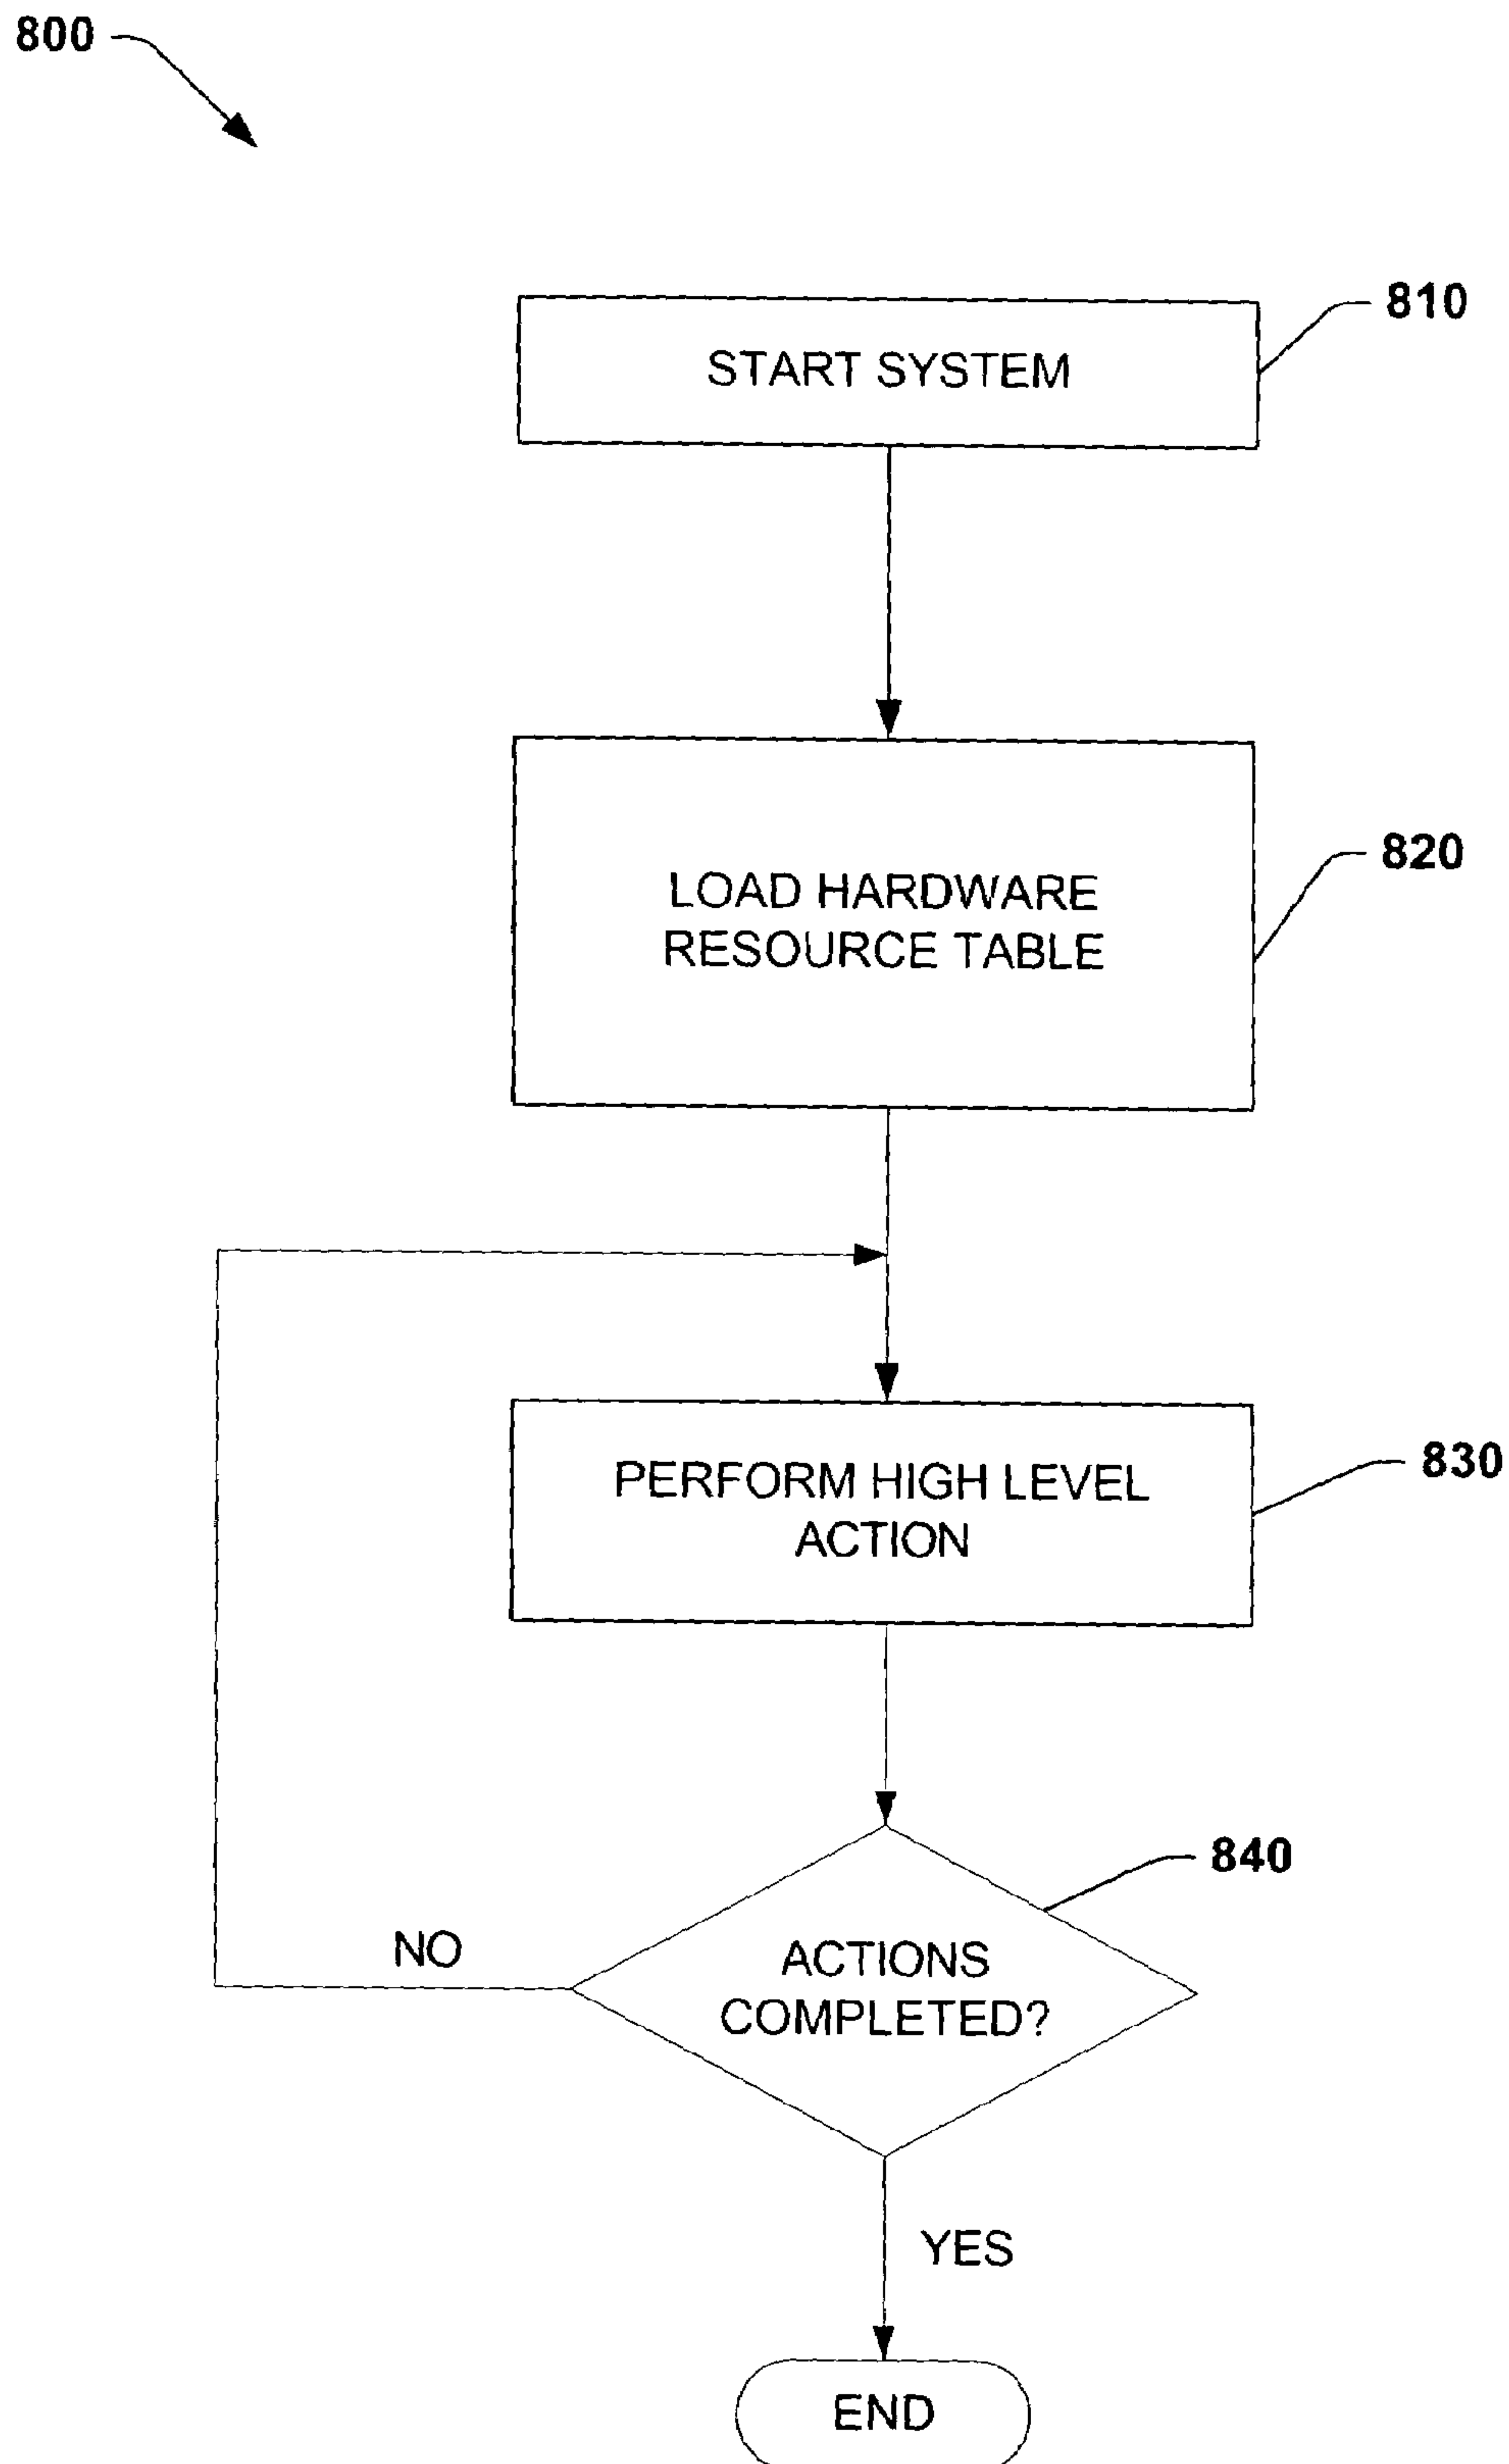 800
810
START SYSTEM
820
LOAD HARDWARE
RESOURCE TABLE
830
PERFORM HIGH LEVEL
ACTION
840
ACTIONS
COMPLETED?
NO
YES
END